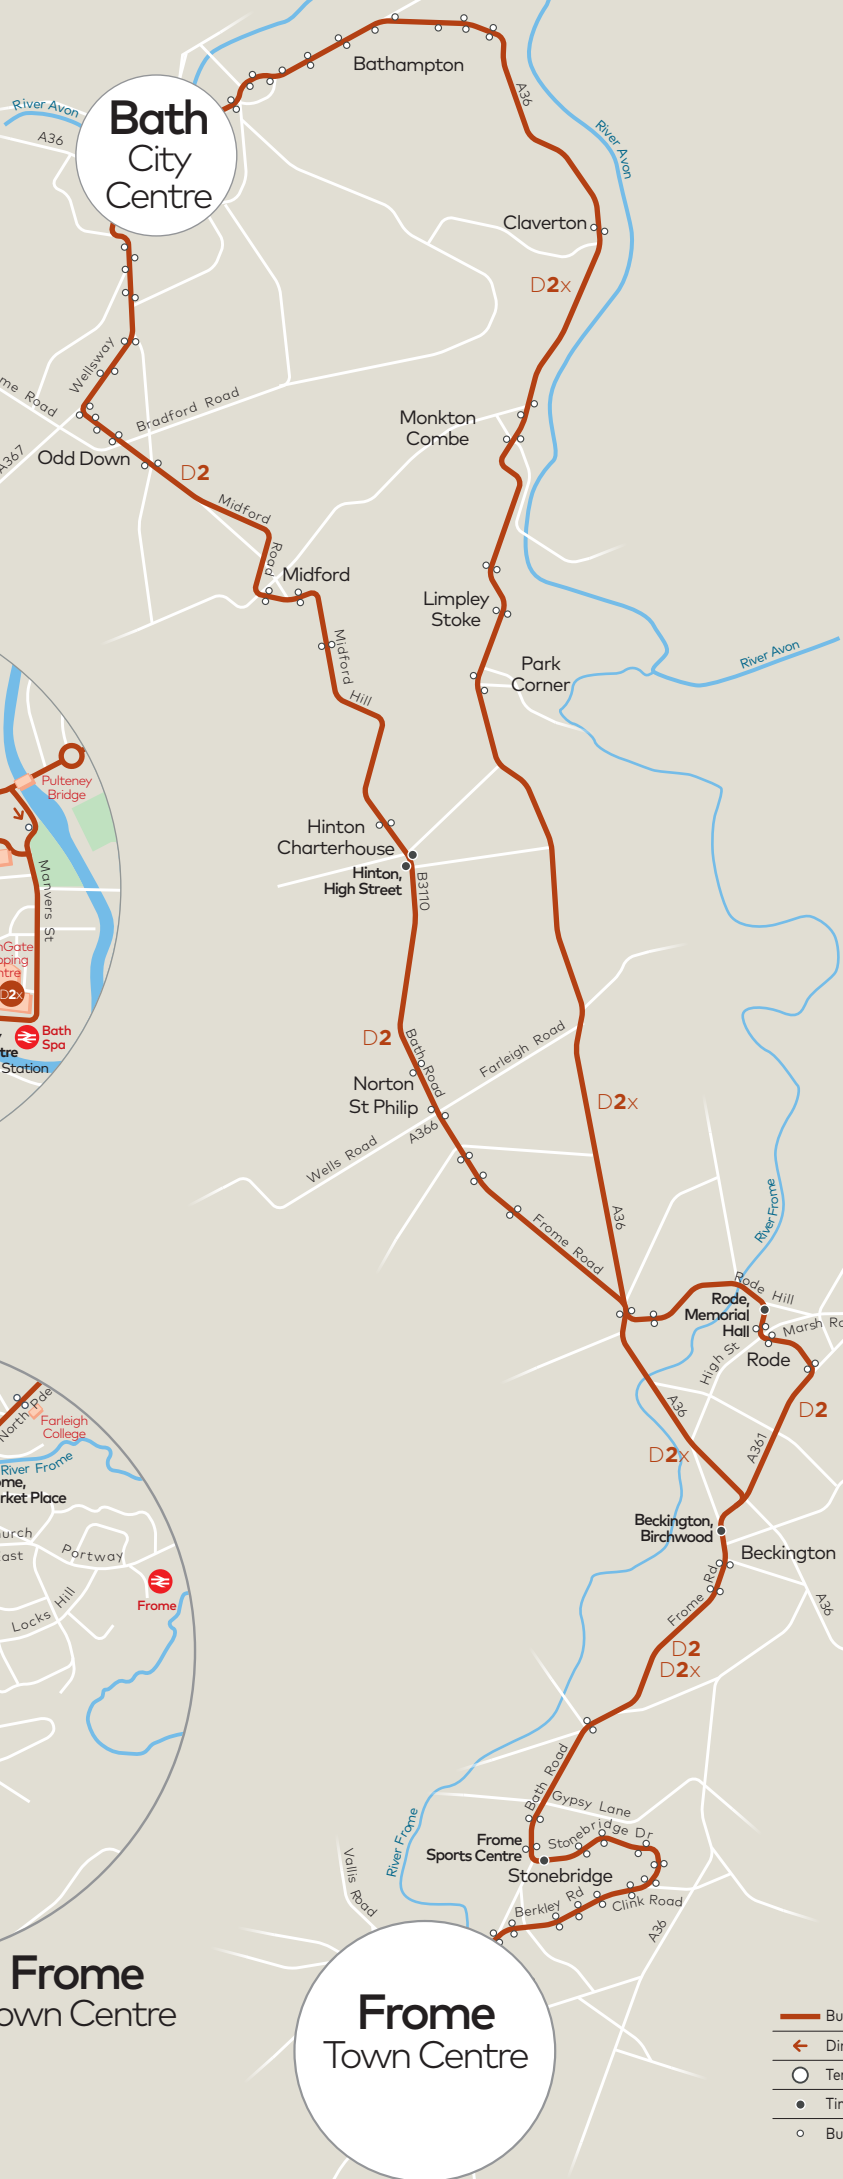 Bathampton
Bath
City
Centre
River Avon
A36
A36
River Avon
Claverton
D2x
Wellsway
Bradford Road
Road
A367
Odd Down
D2
Monkton
Combe
Midford
Road
Midford
Limpley
Stoke
Midford
Hill
Park
Corner
River Avon
Pulteney
Bridge
Manvers St
D2x
Bath
Spa
Station
Hinton
Charterhouse
Hinton,
High Street
B3110
D2
Bath Road
Farleigh Road
Norton
St Philip
A366
Wells Road
D2x
Frome Road
A36
River Frome
Rode Hill
Rode,
Memorial
Hall
Marsh
High St
Rode
D2
A36
A361
D2x
North Pde
Farleigh
College
River Frome
Place
Portway
Locks Hill
Frome
Beckington,
Birchwood
Beckington
Frome Rd
A36
D2
D2x
Bath Road
Gypsy Lane
River Frome
Frome
Sports Centre
Stonebridge Dr
Stonebridge
Vallis Road
Berkley Rd
Clink Road
A36
Frome
Centre
Frome
Town Centre